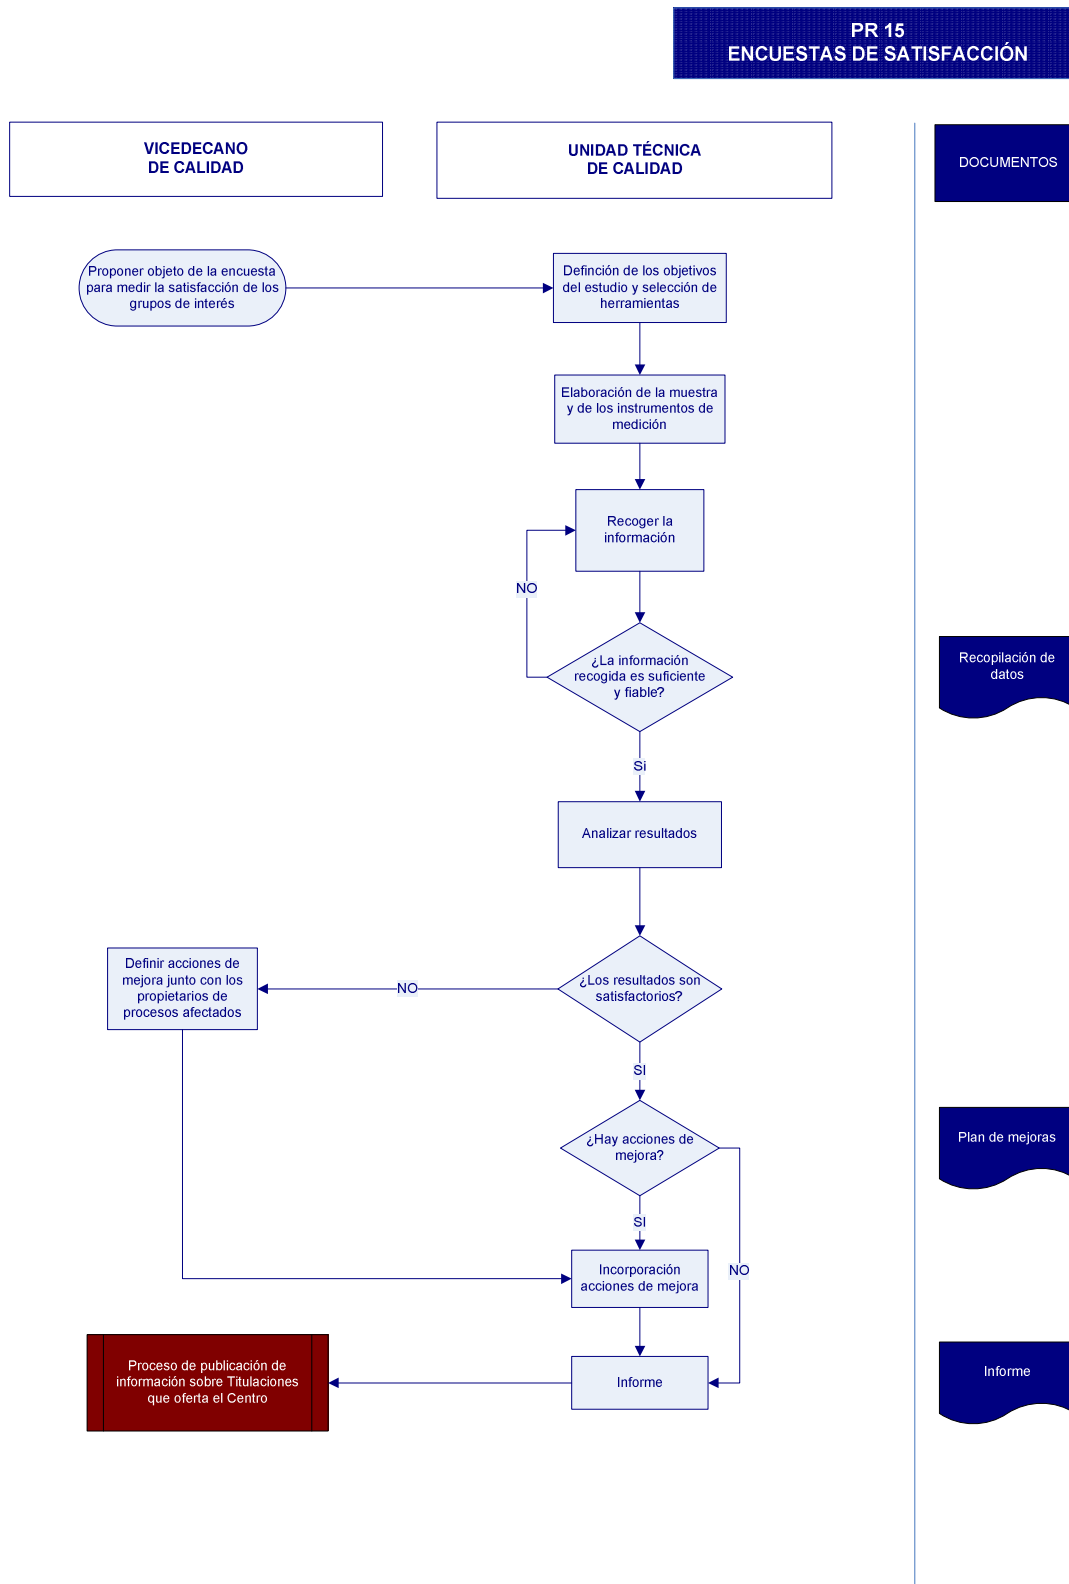 PR 15
ENCUESTAS DE SATISFACCIÓN
VICEDECANO
DE CALIDAD
UNIDAD TÉCNICA
DE CALIDAD
DOCUMENTOS
Proponer objeto de la encuesta
para medir la satisfacción de los
grupos de interés
Definción de los objetivos
del estudio y selección de
herramientas
Elaboración de la muestra
y de los instrumentos de
medición
Recoger la
información
NO
¿La información
recogida es suficiente
y fiable?
Recopilación de
datos
Si
Analizar resultados
Definir acciones de
mejora junto con los
propietarios de
procesos afectados
NO
¿Los resultados son
satisfactorios?
SI
¿Hay acciones de
mejora?
Plan de mejoras
SI
NO
Incorporación
acciones de mejora
Proceso de publicación de
información sobre Titulaciones
que oferta el Centro
Informe
Informe